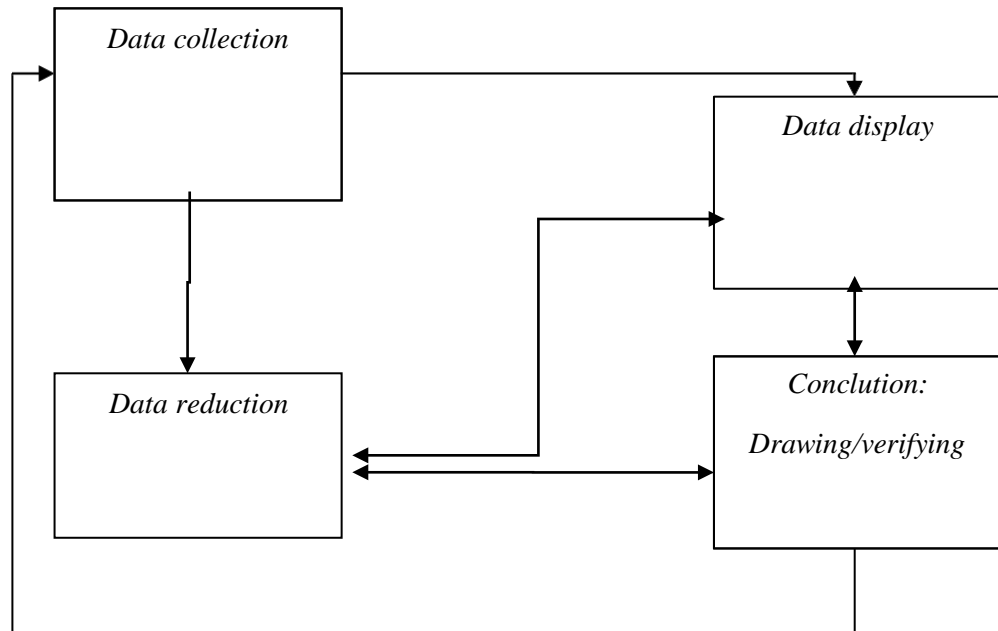 Data collection
Data display
Data reduction
Conclution:
Drawing/verifying